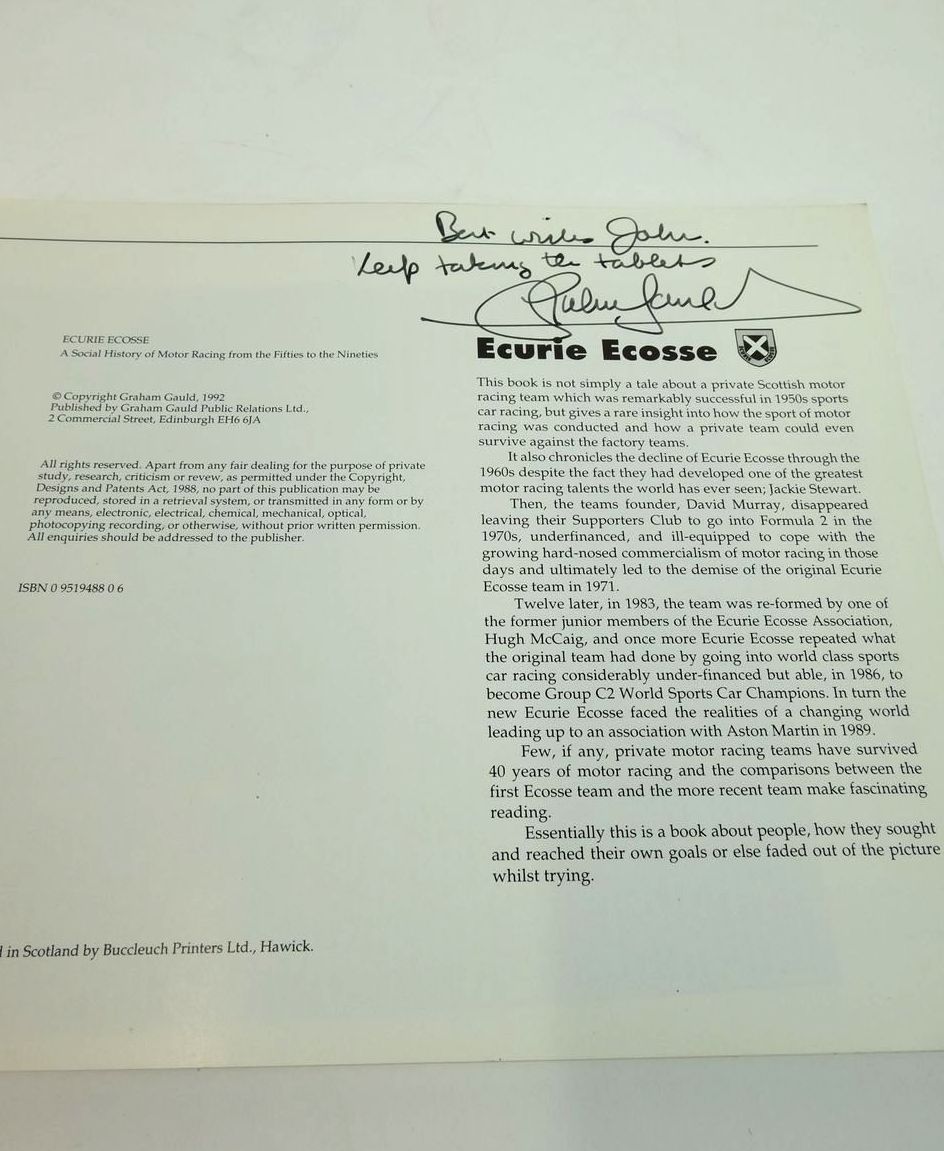 Best wishes John.
Keep taking the tablets
Graham Gauld
ECURIE ECOSSE
A Social History of Motor Racing from the Fifties to the Nineties
© Copyright Graham Gauld, 1992
Published by Graham Gauld Public Relations Ltd.,
2 Commercial Street, Edinburgh EH6 6JA
All rights reserved. Apart from any fair dealing for the purpose of private
study, research, criticism or revew, as permitted under the Copyright,
Designs and Patents Act, 1988, no part of this publication may be
reproduced, stored in a retrieval system, or transmitted in any form or by
any means, electronic, electrical, chemical, mechanical, optical,
photocopying recording, or otherwise, without prior written permission.
All enquiries should be addressed to the publisher.
ISBN 0 9519488 0 6
in Scotland by Buccleuch Printers Ltd., Hawick.
Ecurie Ecosse
This book is not simply a tale about a private Scottish motor
racing team which was remarkably successful in 1950s sports
car racing, but gives a rare insight into how the sport of motor
racing was conducted and how a private team could even
survive against the factory teams.
It also chronicles the decline of Ecurie Ecosse through the
1960s despite the fact they had developed one of the greatest
motor racing talents the world has ever seen; Jackie Stewart.
Then, the teams founder, David Murray, disappeared
leaving their Supporters Club to go into Formula 2 in the
1970s, underfinanced, and ill-equipped to cope with the
growing hard-nosed commercialism of motor racing in those
days and ultimately led to the demise of the original Ecurie
Ecosse team in 1971.
Twelve later, in 1983, the team was re-formed by one of
the former junior members of the Ecurie Ecosse Association,
Hugh McCaig, and once more Ecurie Ecosse repeated what
the original team had done by going into world class sports
car racing considerably under-financed but able, in 1986, to
become Group C2 World Sports Car Champions. In turn the
new Ecurie Ecosse faced the realities of a changing world
leading up to an association with Aston Martin in 1989.
Few, if any, private motor racing teams have survived
40 years of motor racing and the comparisons between the
first Ecosse team and the more recent team make fascinating
reading.
Essentially this is a book about people, how they sought
and reached their own goals or else faded out of the picture
whilst trying.